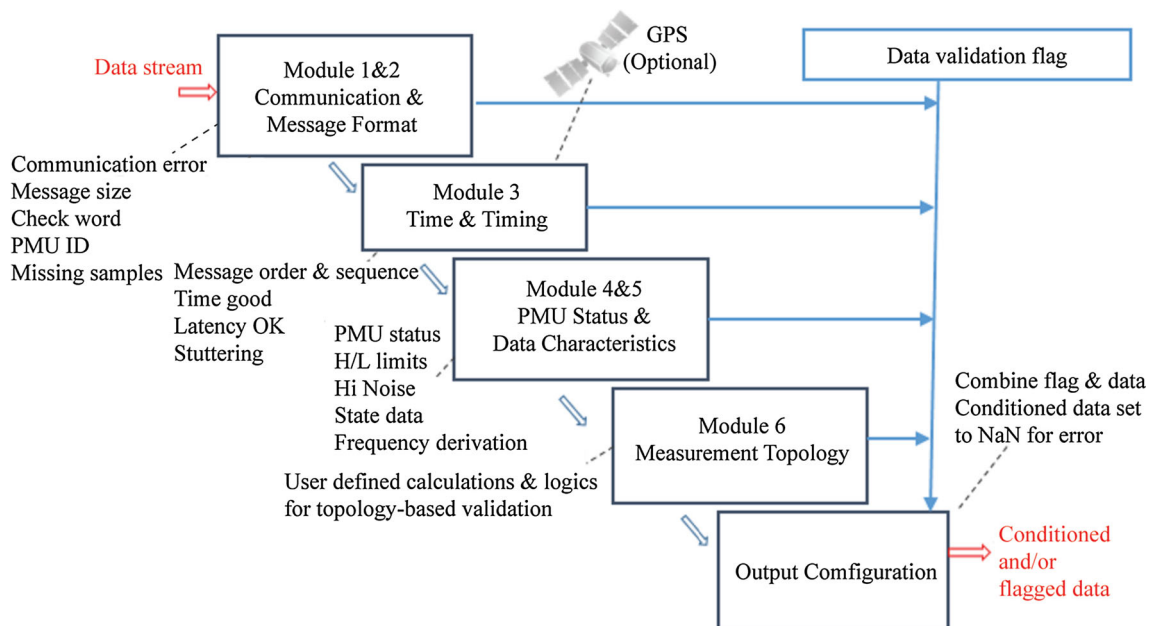 Data stream
Module 1&2
Communication &
Message Format
GPS
(Optional)
Data validation flag
Communication error
Message size
Check word
PMU ID
Missing samples
Module 3
Time & Timing
Message order & sequence
Time good
Latency OK
Stuttering
Module 4&5
PMU Status &
Data Characteristics
PMU status
H/L limits
Hi Noise
State data
Frequency derivation
Module 6
Measurement Topology
User defined calculations & logics
for topology-based validation
Combine flag & data
Conditioned data set
to NaN for error
Output Comfiguration
Conditioned
and/or
flagged data